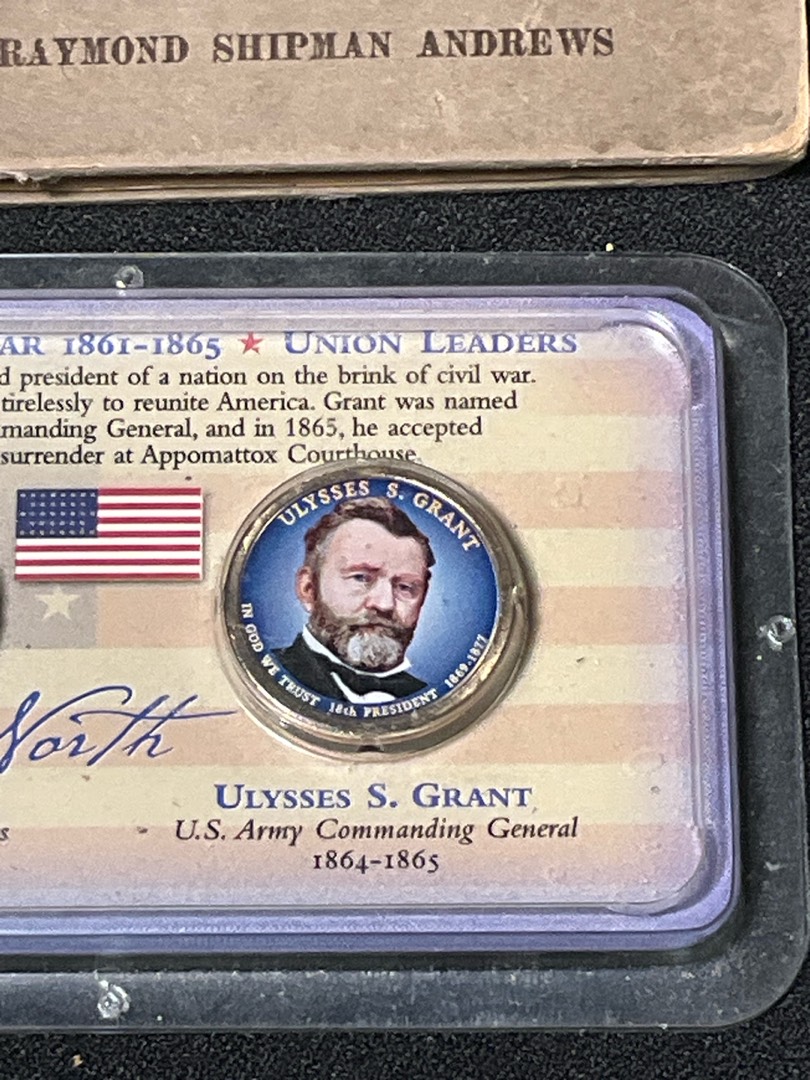 RAYMOND SHIPMAN ANDREWS
AR 1861-1865 ★ UNION LEADERS
d president of a nation on the brink of civil war.
tirelessly to reunite America. Grant was named
manding General, and in 1865, he accepted
surrender at Appomattox Courthouse.
ULYSSES S. GRANT
IN GOD WE TRUST 18th PRESIDENT 1869-1877
North
ULYSSES S. GRANT
s - U.S. Army Commanding General
1864-1865